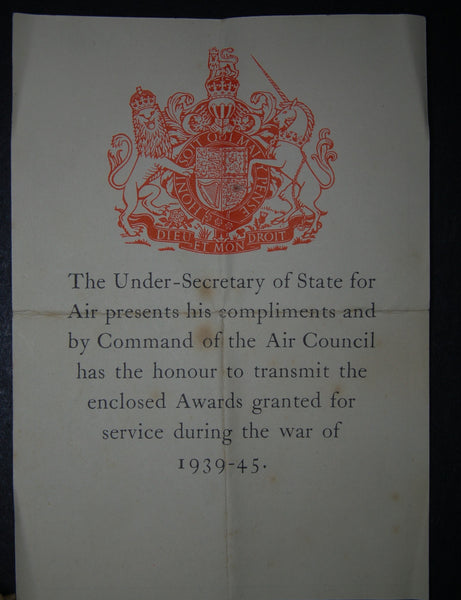 HONI SOIT QUI MAL Y PENSE
DIEU ET MON DROIT
The Under-Secretary of State for
Air presents his compliments and
by Command of the Air Council
has the honour to transmit the
enclosed Awards granted for
service during the war of
1939-45.